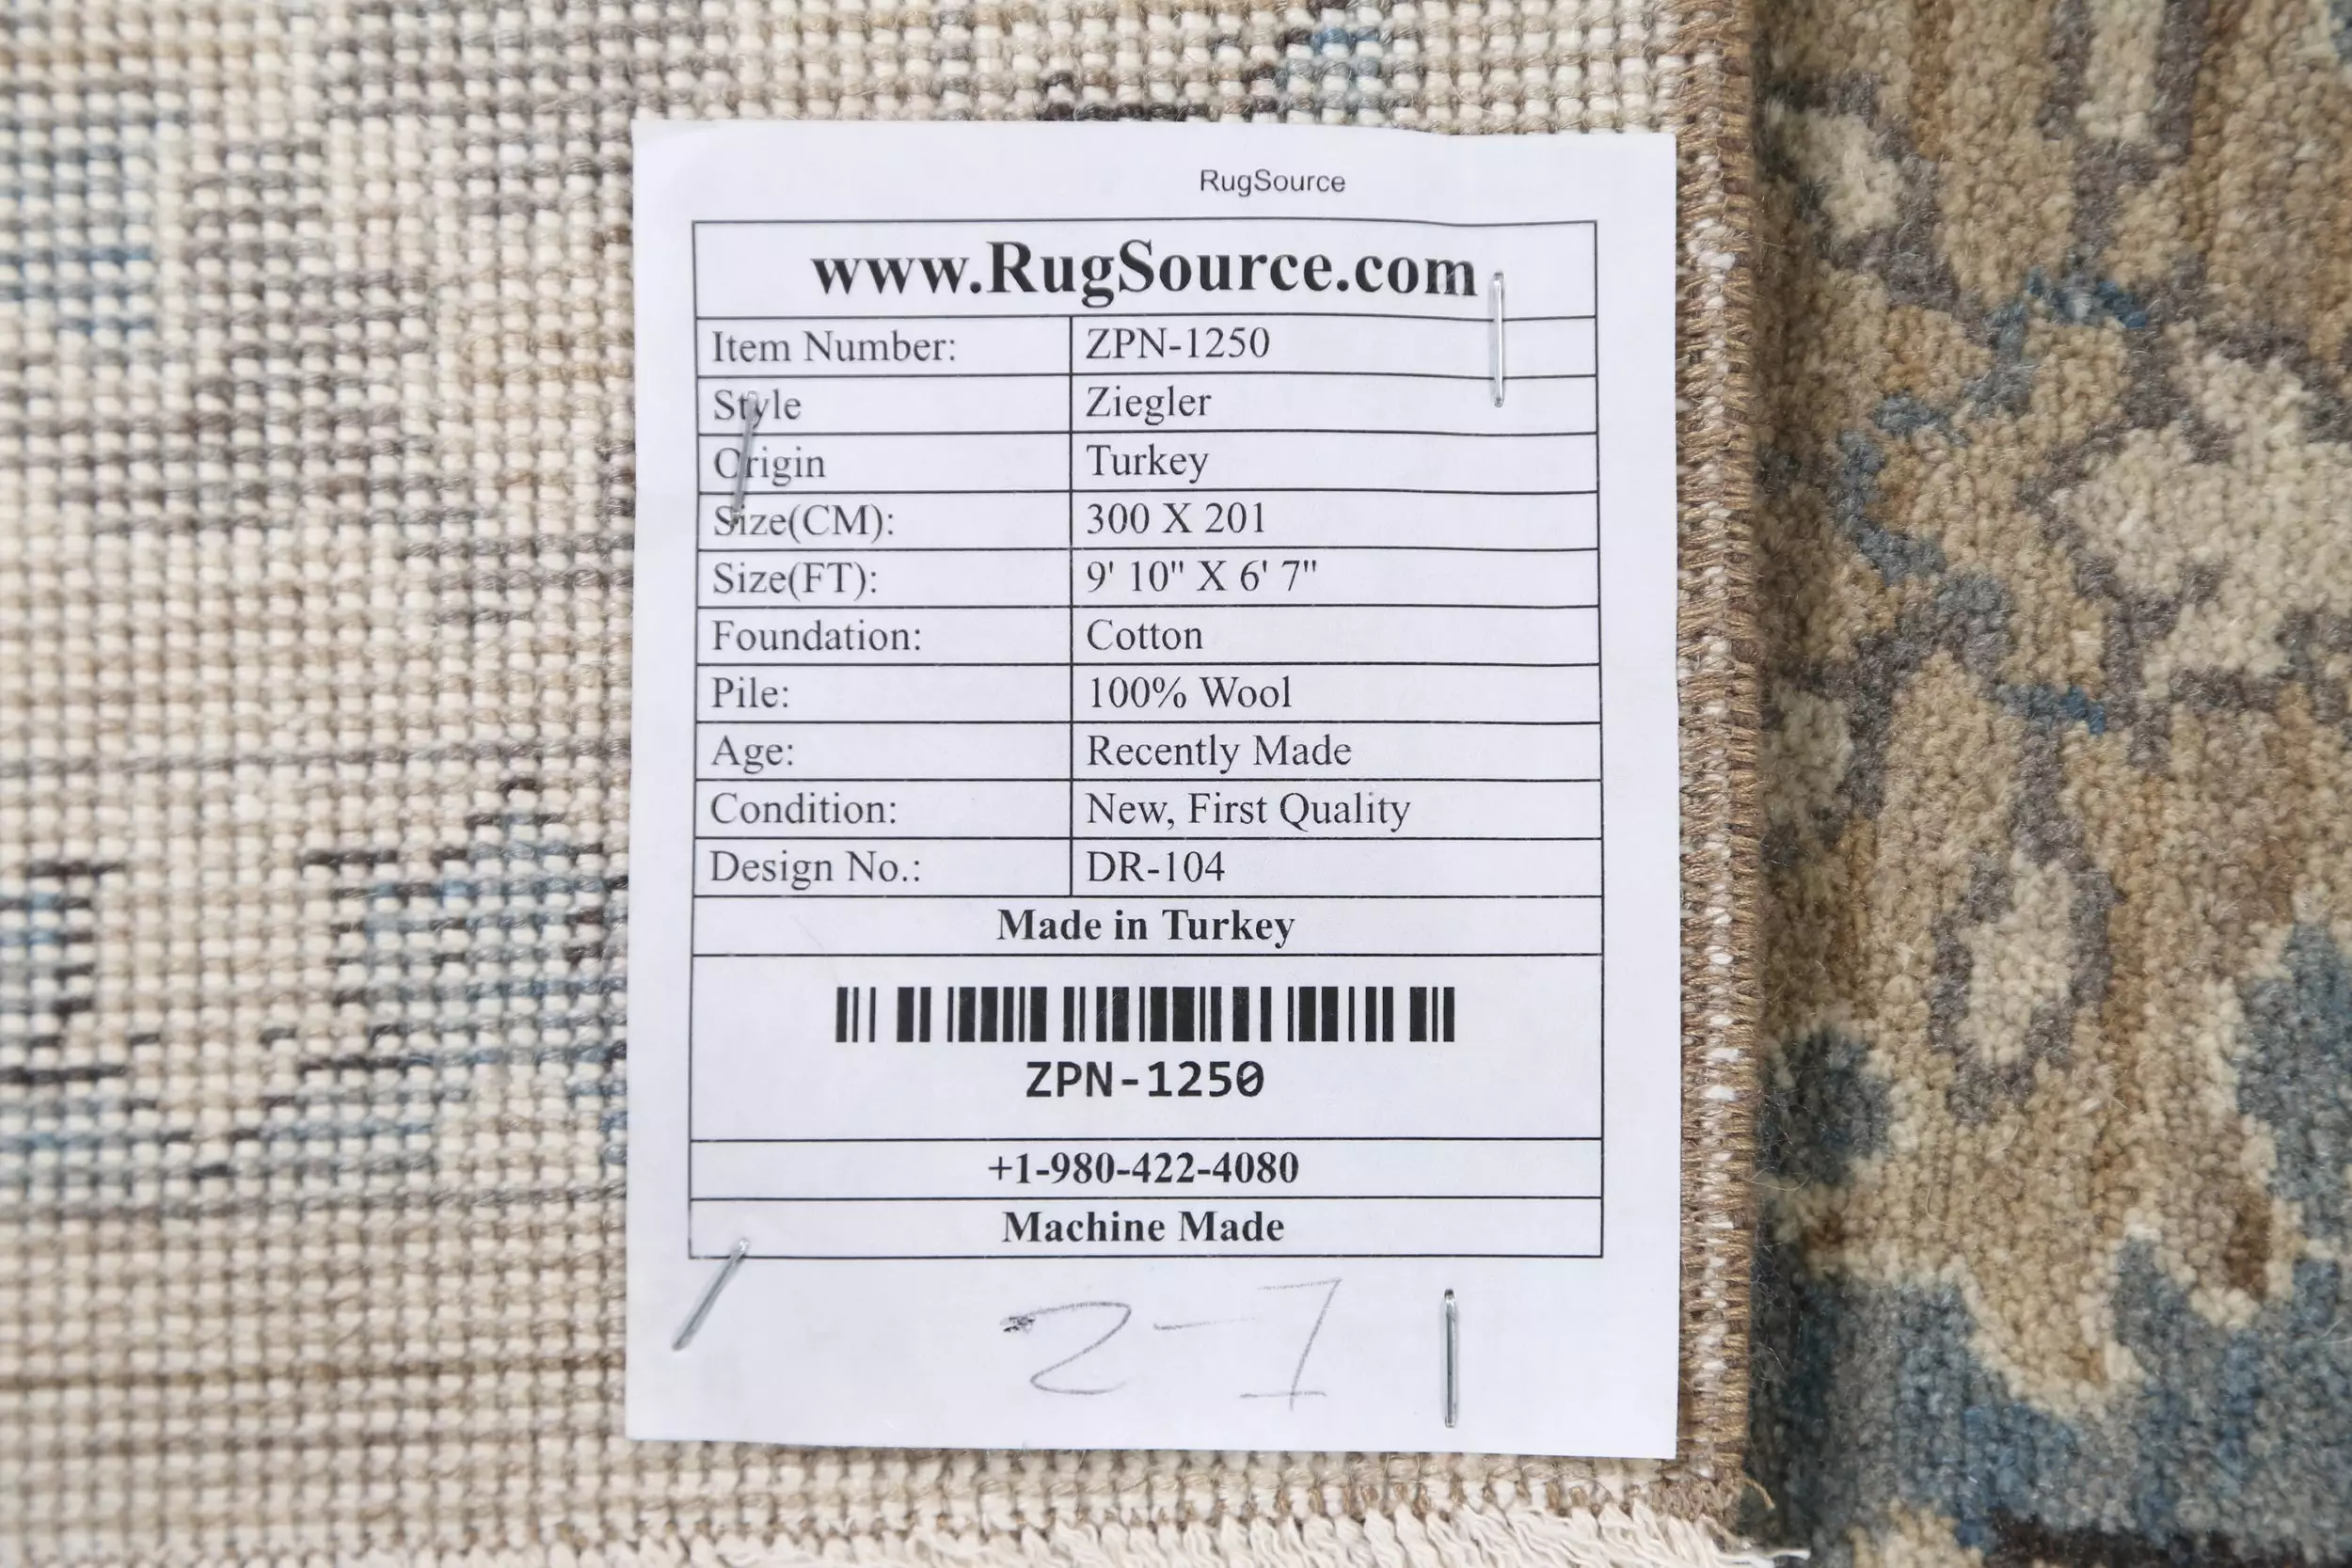 RugSource
www.RugSource.com
Item Number: ZPN-1250
Style Ziegler
Origin Turkey
Size(CM): 300 X 201
Size(FT): 9' 10" X 6' 7"
Foundation: Cotton
Pile: 100% Wool
Age: Recently Made
Condition: New, First Quality
Design No.: DR-104
Made in Turkey
ZPN-1250
+1-980-422-4080
Machine Made
2-7